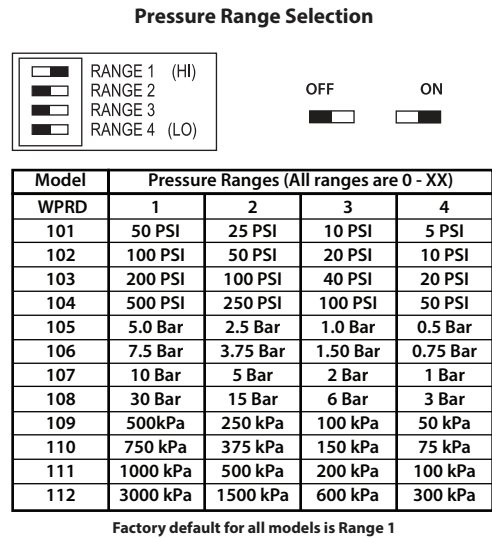 Pressure Range Selection
RANGE 1 (HI)
RANGE 2
RANGE 3
RANGE 4 (LO)
OFF ON
Model Pressure Ranges (All ranges are 0 - XX)
WPRD 1 2 3 4
101 50 PSI 25 PSI 10 PSI 5 PSI
102 100 PSI 50 PSI 20 PSI 10 PSI
103 200 PSI 100 PSI 40 PSI 20 PSI
104 500 PSI 250 PSI 100 PSI 50 PSI
105 5.0 Bar 2.5 Bar 1.0 Bar 0.5 Bar
106 7.5 Bar 3.75 Bar 1.50 Bar 0.75 Bar
107 10 Bar 5 Bar 2 Bar 1 Bar
108 30 Bar 15 Bar 6 Bar 3 Bar
109 500kPa 250 kPa 100 kPa 50 kPa
110 750 kPa 375 kPa 150 kPa 75 kPa
111 1000 kPa 500 kPa 200 kPa 100 kPa
112 3000 kPa 1500 kPa 600 kPa 300 kPa
Factory default for all models is Range 1